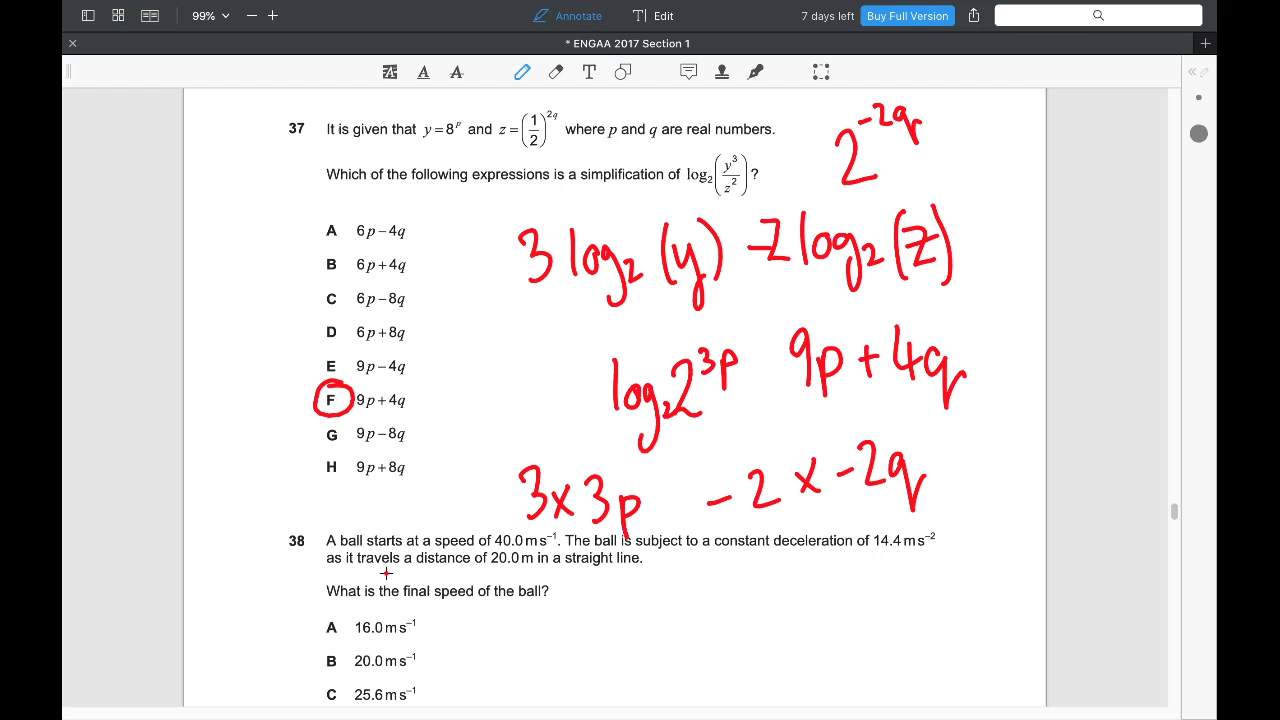 99% Annotate Edit 7 days left Buy Full Version
* ENGAA 2017 Section 1
37 It is given that y = 8^p and z = (1/2)^2q where p and q are real numbers.
2^-2q
Which of the following expressions is a simplification of log₂(y³/z²) ?
A 6p − 4q
3 log₂ (y) -2 log₂ (z)
B 6p + 4q
C 6p − 8q
D 6p + 8q
E 9p − 4q
log₂ 2^3p 9p + 4q
F 9p + 4q
G 9p − 8q
H 9p + 8q
3 x 3p - 2 x -2q
38 A ball starts at a speed of 40.0 m s⁻¹. The ball is subject to a constant deceleration of 14.4 m s⁻²
as it travels a distance of 20.0 m in a straight line.
What is the final speed of the ball?
A 16.0 m s⁻¹
B 20.0 m s⁻¹
C 25.6 m s⁻¹